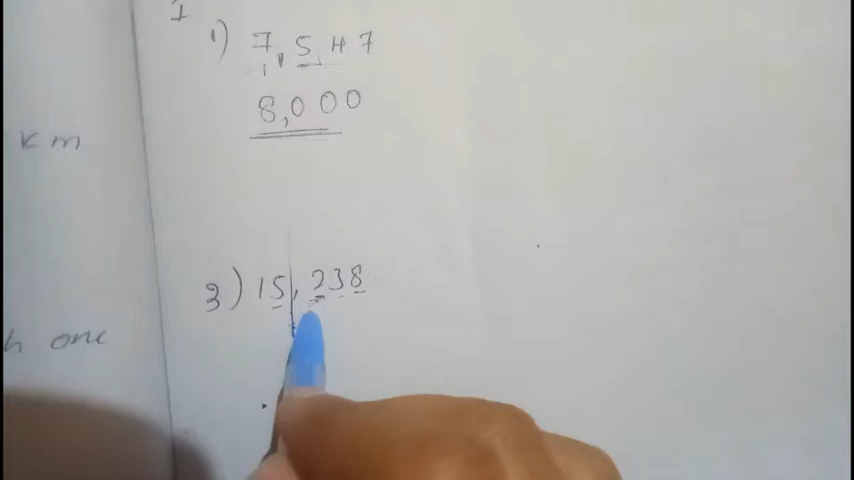 1
1) 7,547
8,000
km
3) 15,238
one